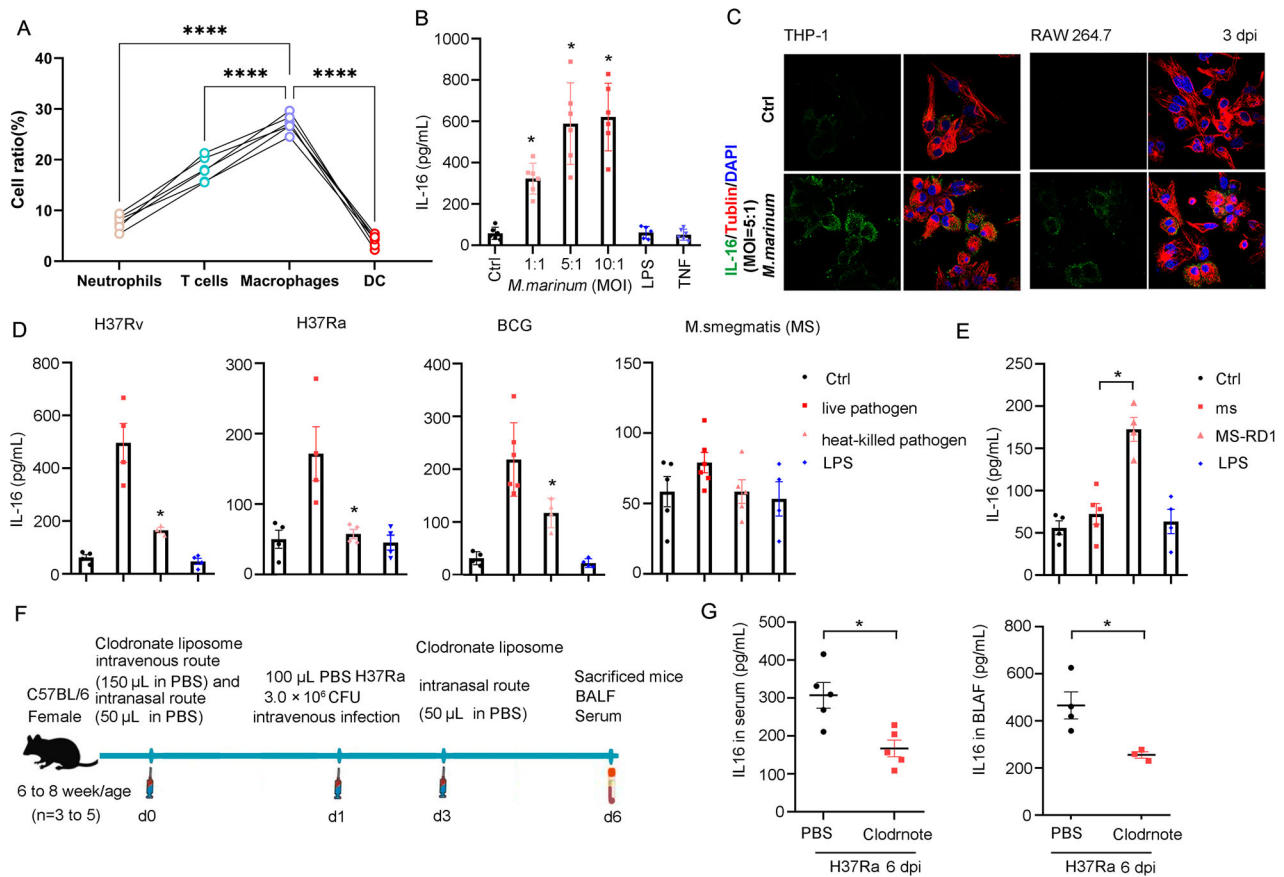 A
****
****
****
Cell ratio(%)
40
30
20
10
0
Neutrophils
T cells
Macrophages
DC
B
IL-16 (pg/mL)
1000
800
600
400
200
0
*
*
*
Ctrl
1:1
5:1
10:1
LPS
TNF
M.marinum (MOI)
C
THP-1
RAW 264.7
3 dpi
Ctrl
IL-16/Tublin/DAPI
(MOI=5:1)
M.marinum
D
H37Rv
IL-16 (pg/mL)
800
600
400
200
0
*
H37Ra
300
200
100
0
*
BCG
400
300
200
100
0
*
M.smegmatis (MS)
150
100
50
0
Ctrl
live pathogen
heat-killed pathogen
LPS
E
IL-16 (pg/mL)
250
200
150
100
50
0
*
Ctrl
ms
MS-RD1
LPS
F
C57BL/6
Female
6 to 8 week/age
(n=3 to 5)
Clodronate liposome
intravenous route
(150 μL in PBS) and
intranasal route
(50 μL in PBS)
100 μL PBS H37Ra
3.0 × 10⁶ CFU
intravenous infection
Clodronate liposome
intranasal route
(50 μL in PBS)
Sacrificed mice
BALF
Serum
d0
d1
d3
d6
G
IL16 in serum (pg/mL)
500
400
300
200
100
0
*
PBS
Clodrnote
H37Ra 6 dpi
IL16 in BLAF (pg/mL)
800
600
400
200
0
*
PBS
Clodrnote
H37Ra 6 dpi